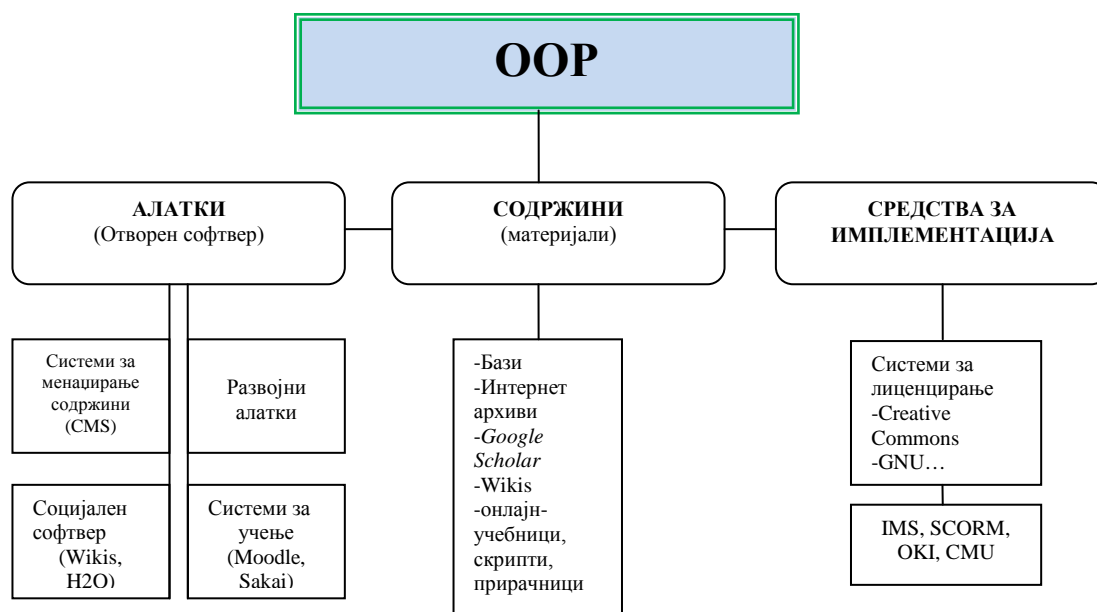 ООР
АЛАТКИ
(Отворен софтвер)
СОДРЖИНИ
(материјали)
СРЕДСТВА ЗА
ИМПЛЕМЕНТАЦИЈА
Системи за
менаџирање
содржини
(CMS)
Развојни
алатки
Социјален
софтвер
(Wikis,
H2O)
Системи за
учење
(Moodle,
Sakai)
-Бази
-Интернет
архиви
-Google
Scholar
-Wikis
-онлајн-
учебници,
скрипти,
прирачници
Системи за
лиценцирање
-Creative
Commons
-GNU…
IMS, SCORM,
OKI, CMU